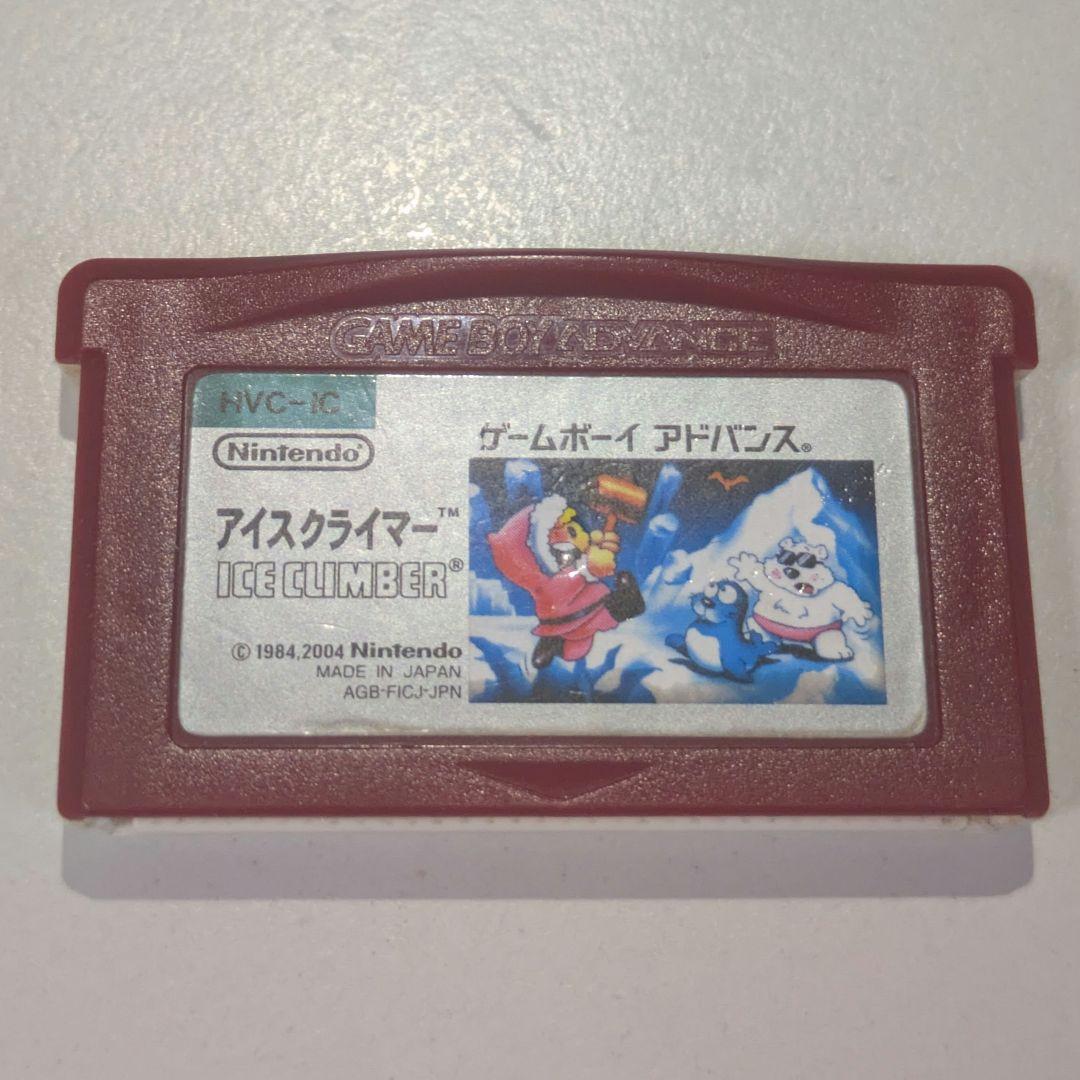 GAME BOY ADVANCE
HVC-IC
Nintendo®
ゲームボーイ アドバンス®
アイスクライマー™
ICE CLIMBER®
© 1984,2004 Nintendo
MADE IN JAPAN
AGB-FICJ-JPN